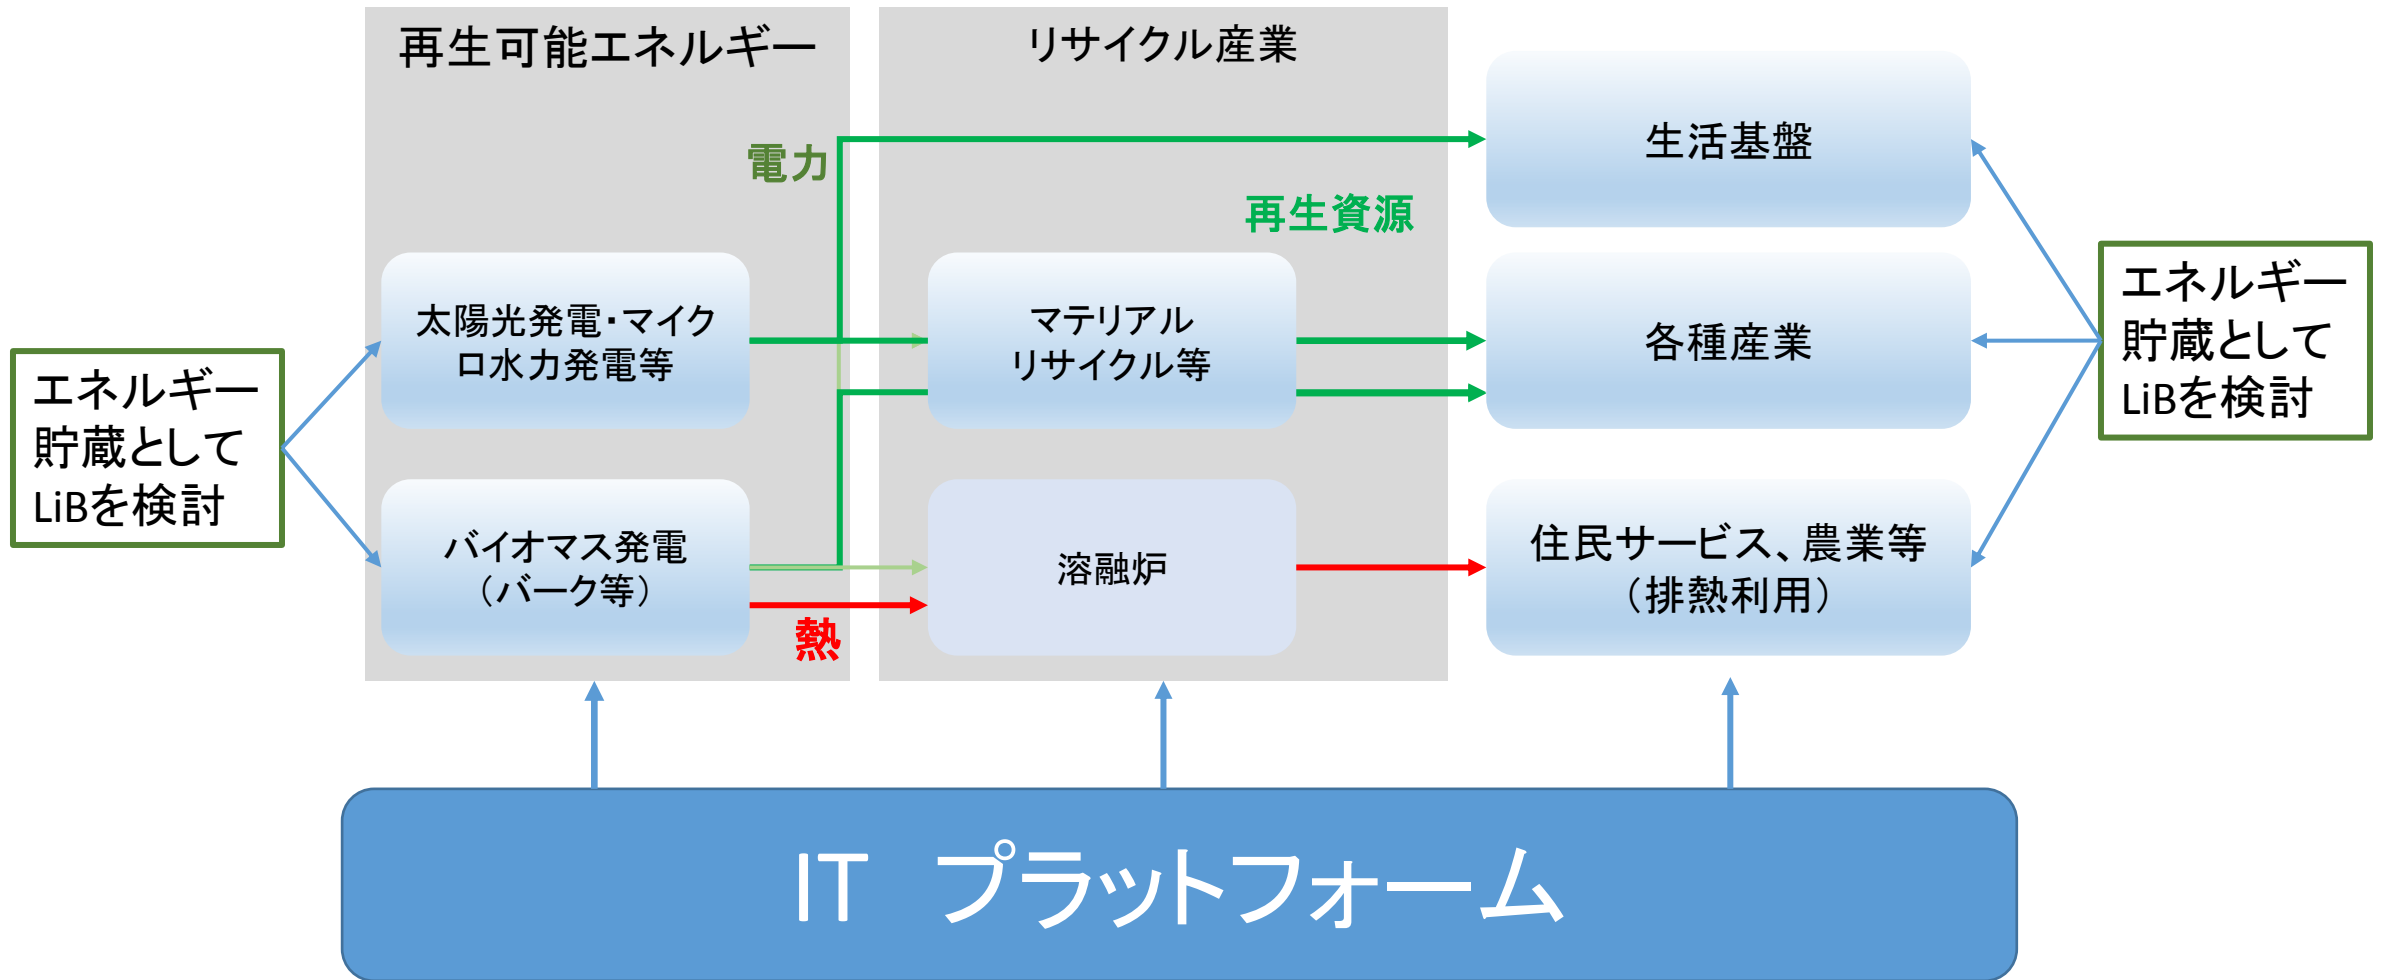 再生可能エネルギー
リサイクル産業
電力
再生資源
生活基盤
太陽光発電・マイク
ロ水力発電等
マテリアル
リサイクル等
各種産業
エネルギー
貯蔵として
LiBを検討
エネルギー
貯蔵として
LiBを検討
バイオマス発電
（バーク等）
熱
溶融炉
住民サービス、農業等
（排熱利用）
IT　プラットフォーム